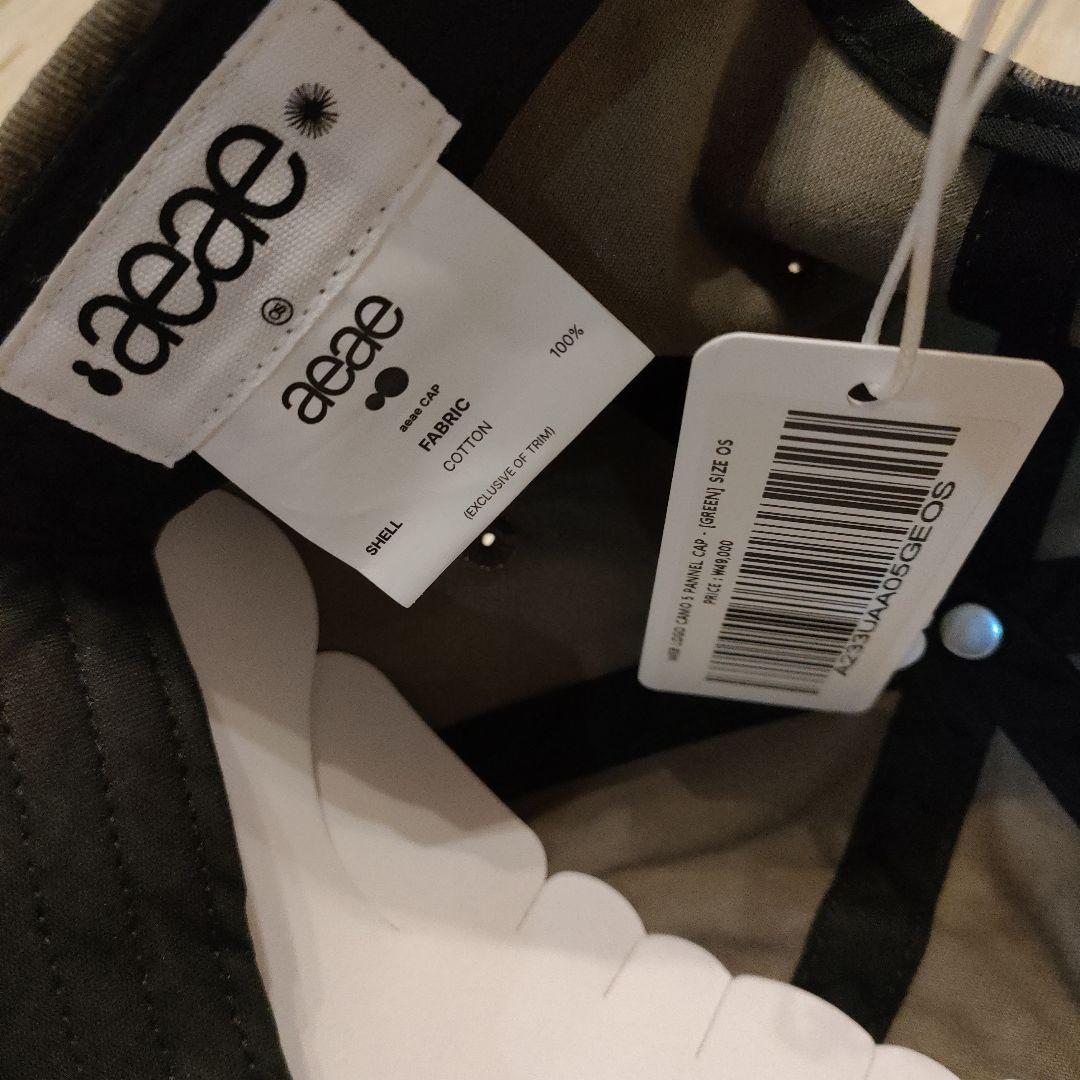 'aeae
OS
aeae
aeae CAP
FABRIC
COTTON
100%
(EXCLUSIVE OF TRIM)
SHELL
WEB LOGO CAMO 5 PANNEL CAP - [GREEN] SIZE OS
PRICE : ₩49,000
A233UAA05GEOS